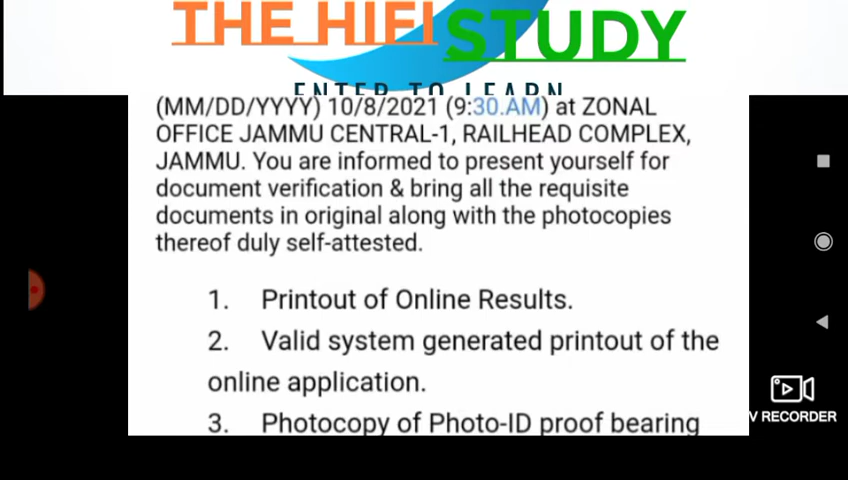 THE HIFI STUDY
ENTER TO LEARN
(MM/DD/YYYY) 10/8/2021 (9:30.AM) at ZONAL
OFFICE JAMMU CENTRAL-1, RAILHEAD COMPLEX,
JAMMU. You are informed to present yourself for
document verification & bring all the requisite
documents in original along with the photocopies
thereof duly self-attested.
1. Printout of Online Results.
2. Valid system generated printout of the
online application.
3. Photocopy of Photo-ID proof bearing
V RECORDER